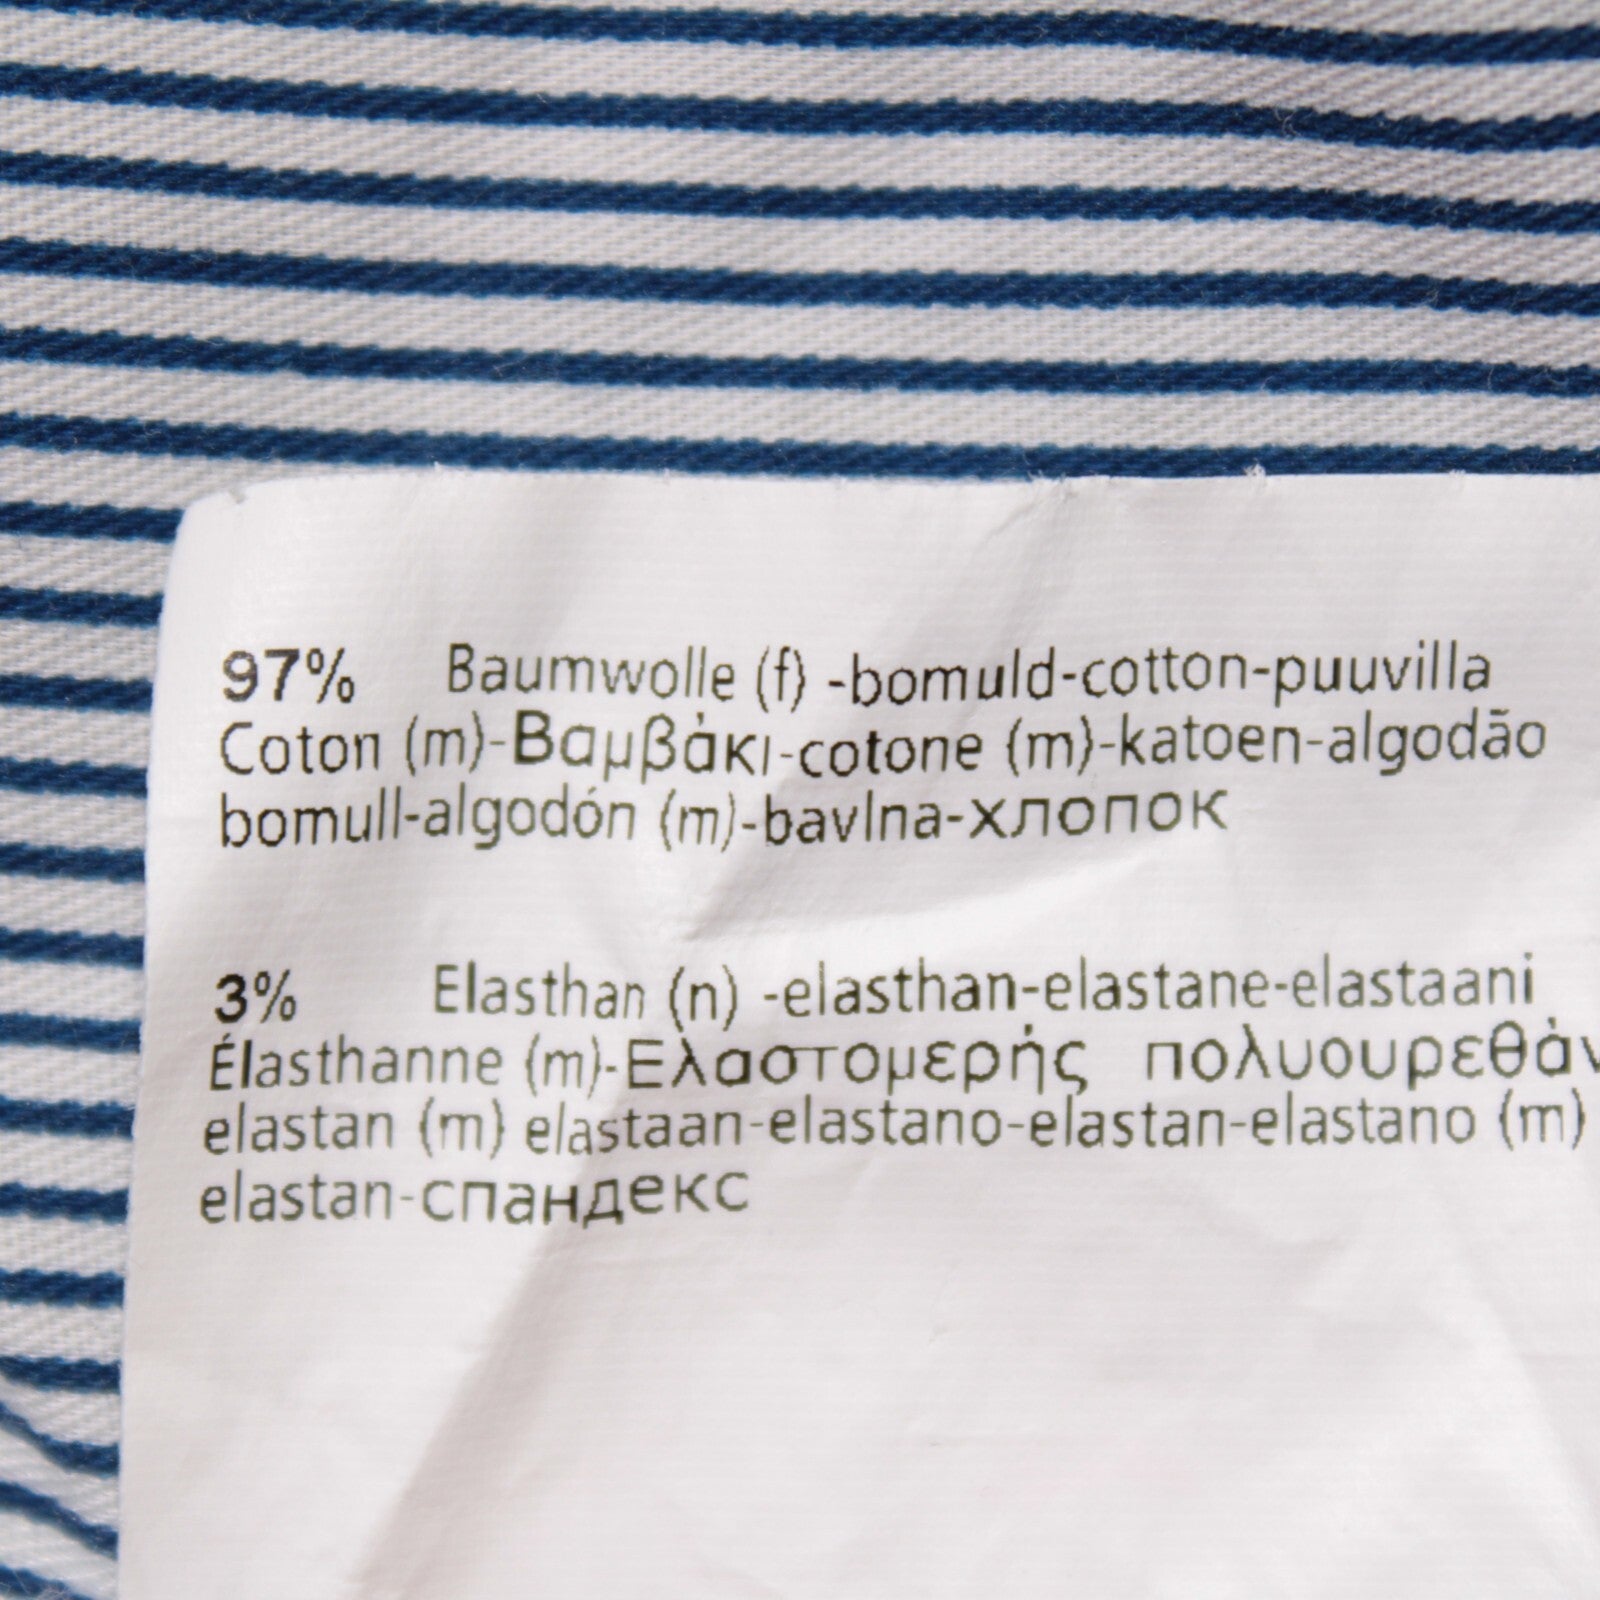 97% Baumwolle (f) -bomuld-cotton-puuvilla
Coton (m)-Βαμβάκι-cotone (m)-katoen-algodão
bomull-algodón (m)-bavlna-хлопок
3% Elasthan (n) -elasthan-elastane-elastaani
Élasthanne (m)-Ελαστομερής πολυουρεθάν
elastan (m) elastaan-elastano-elastan-elastano (m)
elastan-спандекс